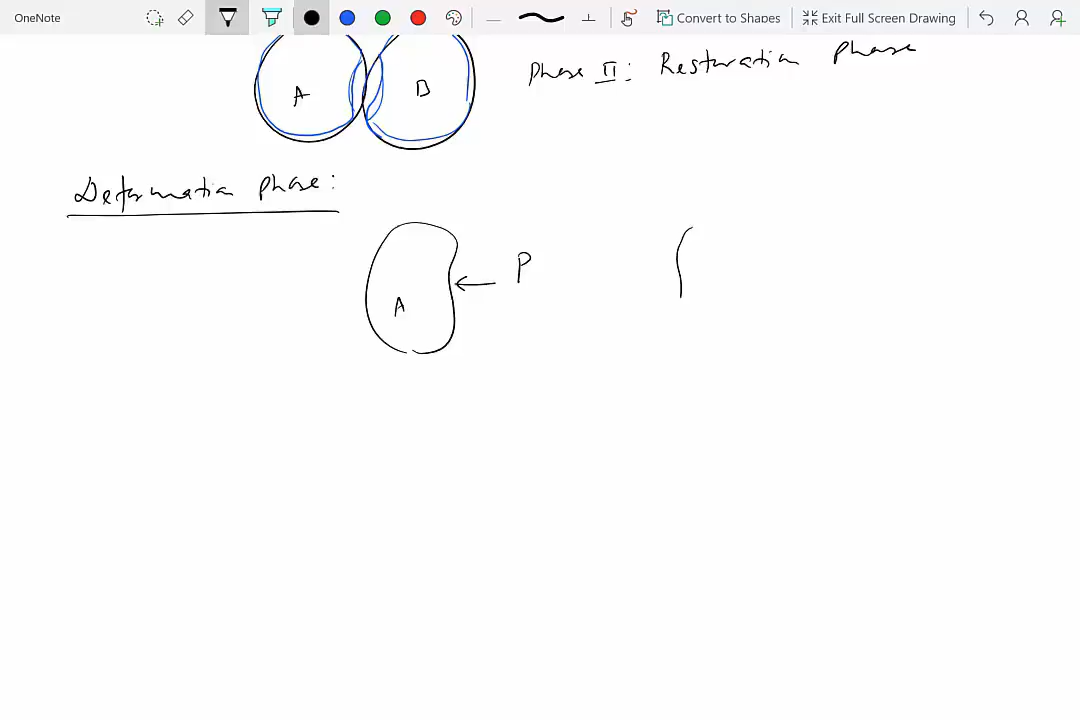 OneNote
Convert to Shapes
Exit Full Screen Drawing
A
B
Phase II: Restoration Phase
Deformation Phase:
A
P